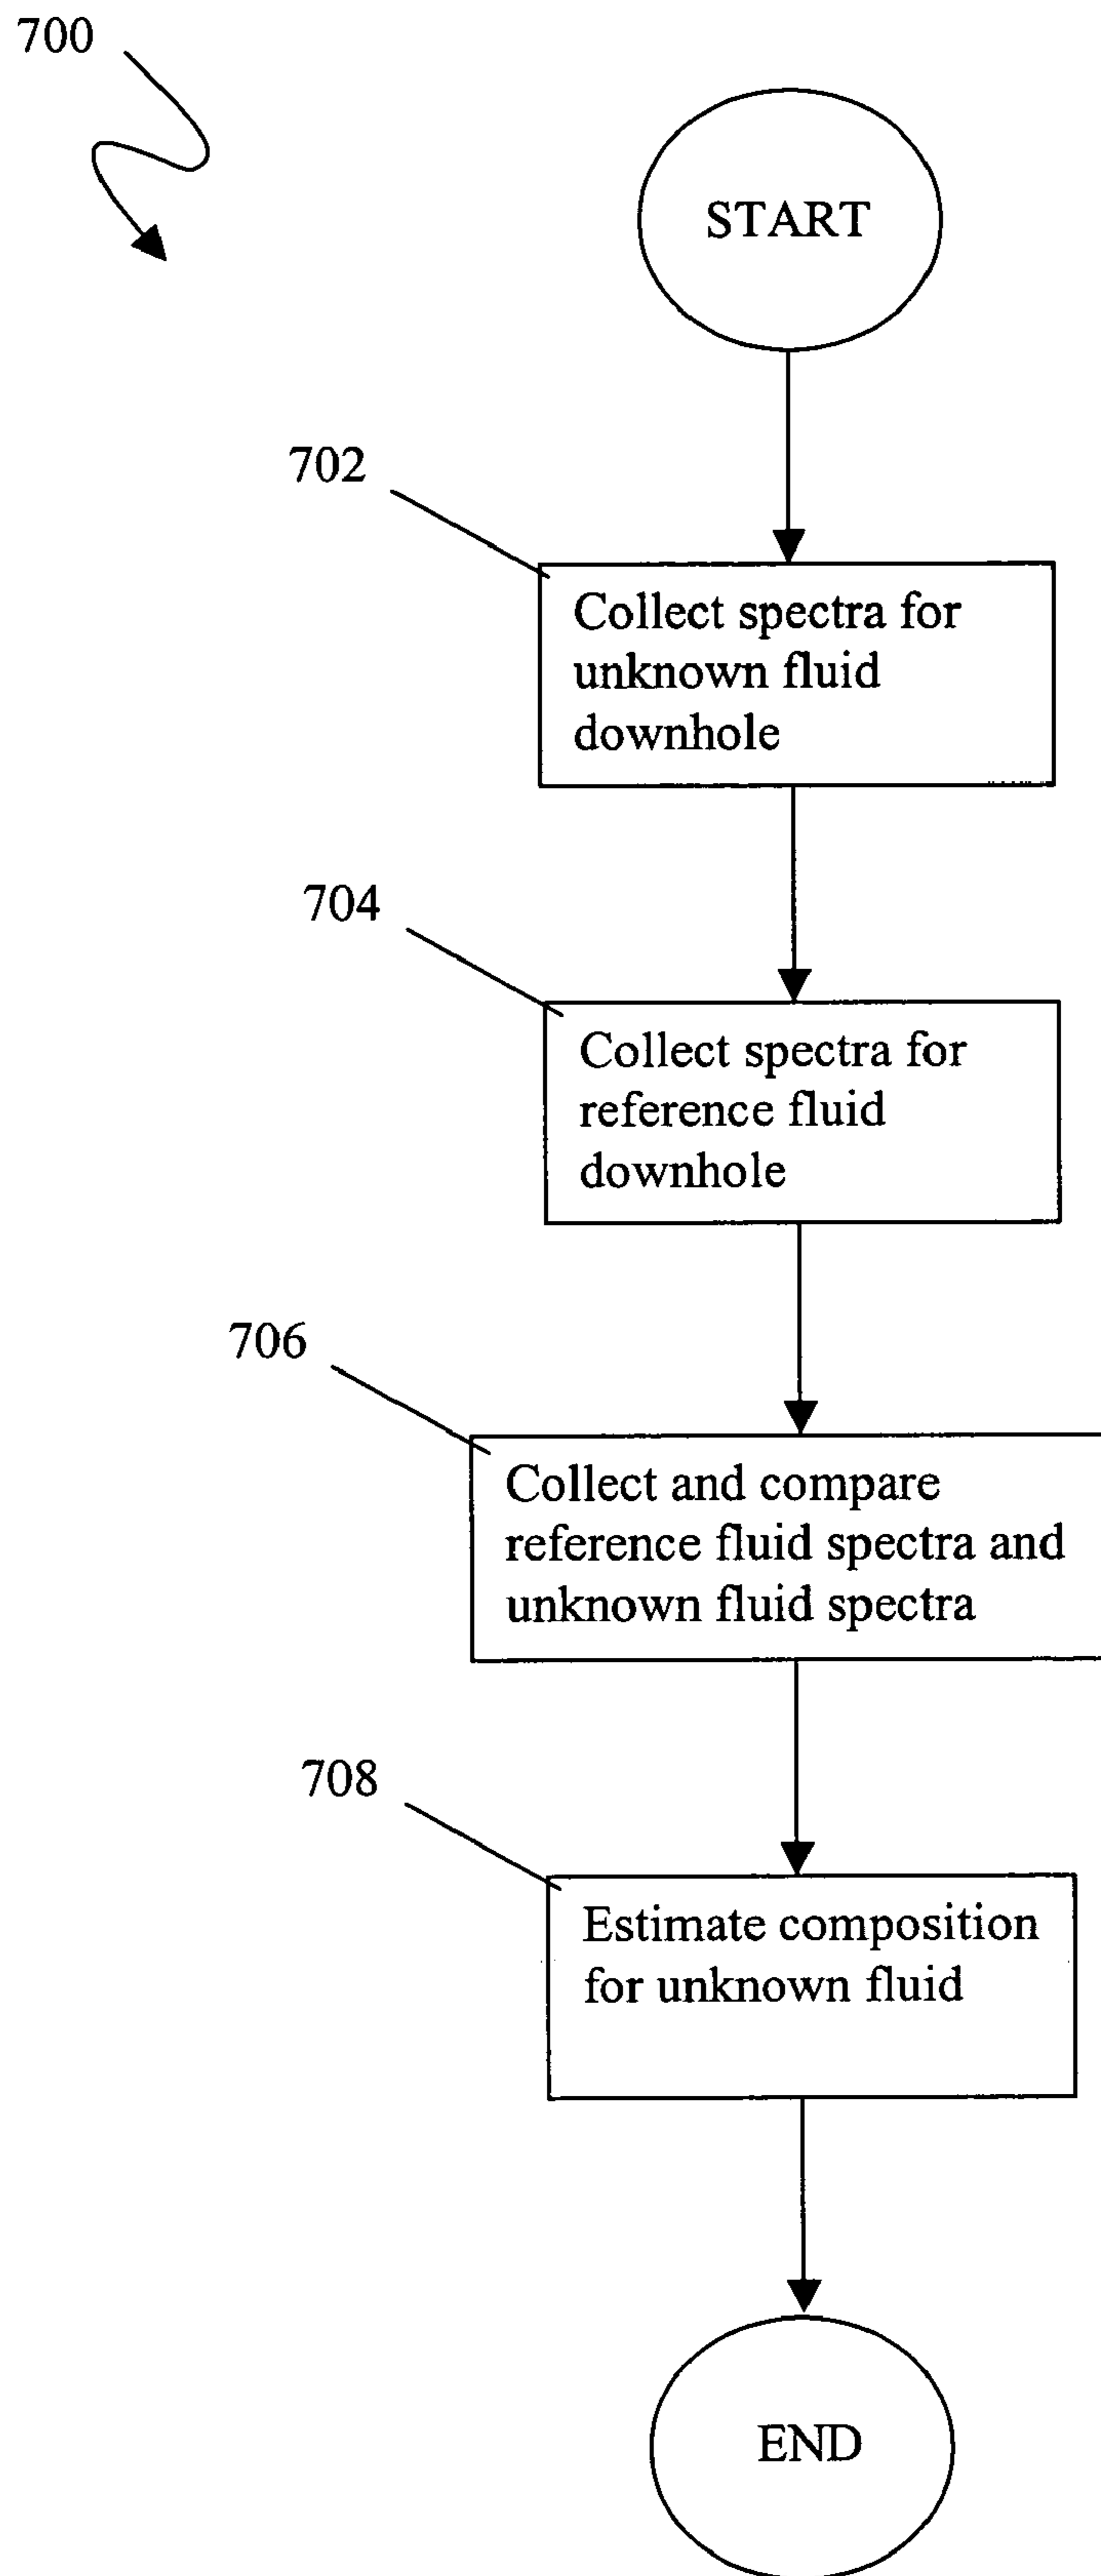 700
START
702
Collect spectra for
unknown fluid
downhole
704
Collect spectra for
reference fluid
downhole
706
Collect and compare
reference fluid spectra and
unknown fluid spectra
708
Estimate composition
for unknown fluid
END